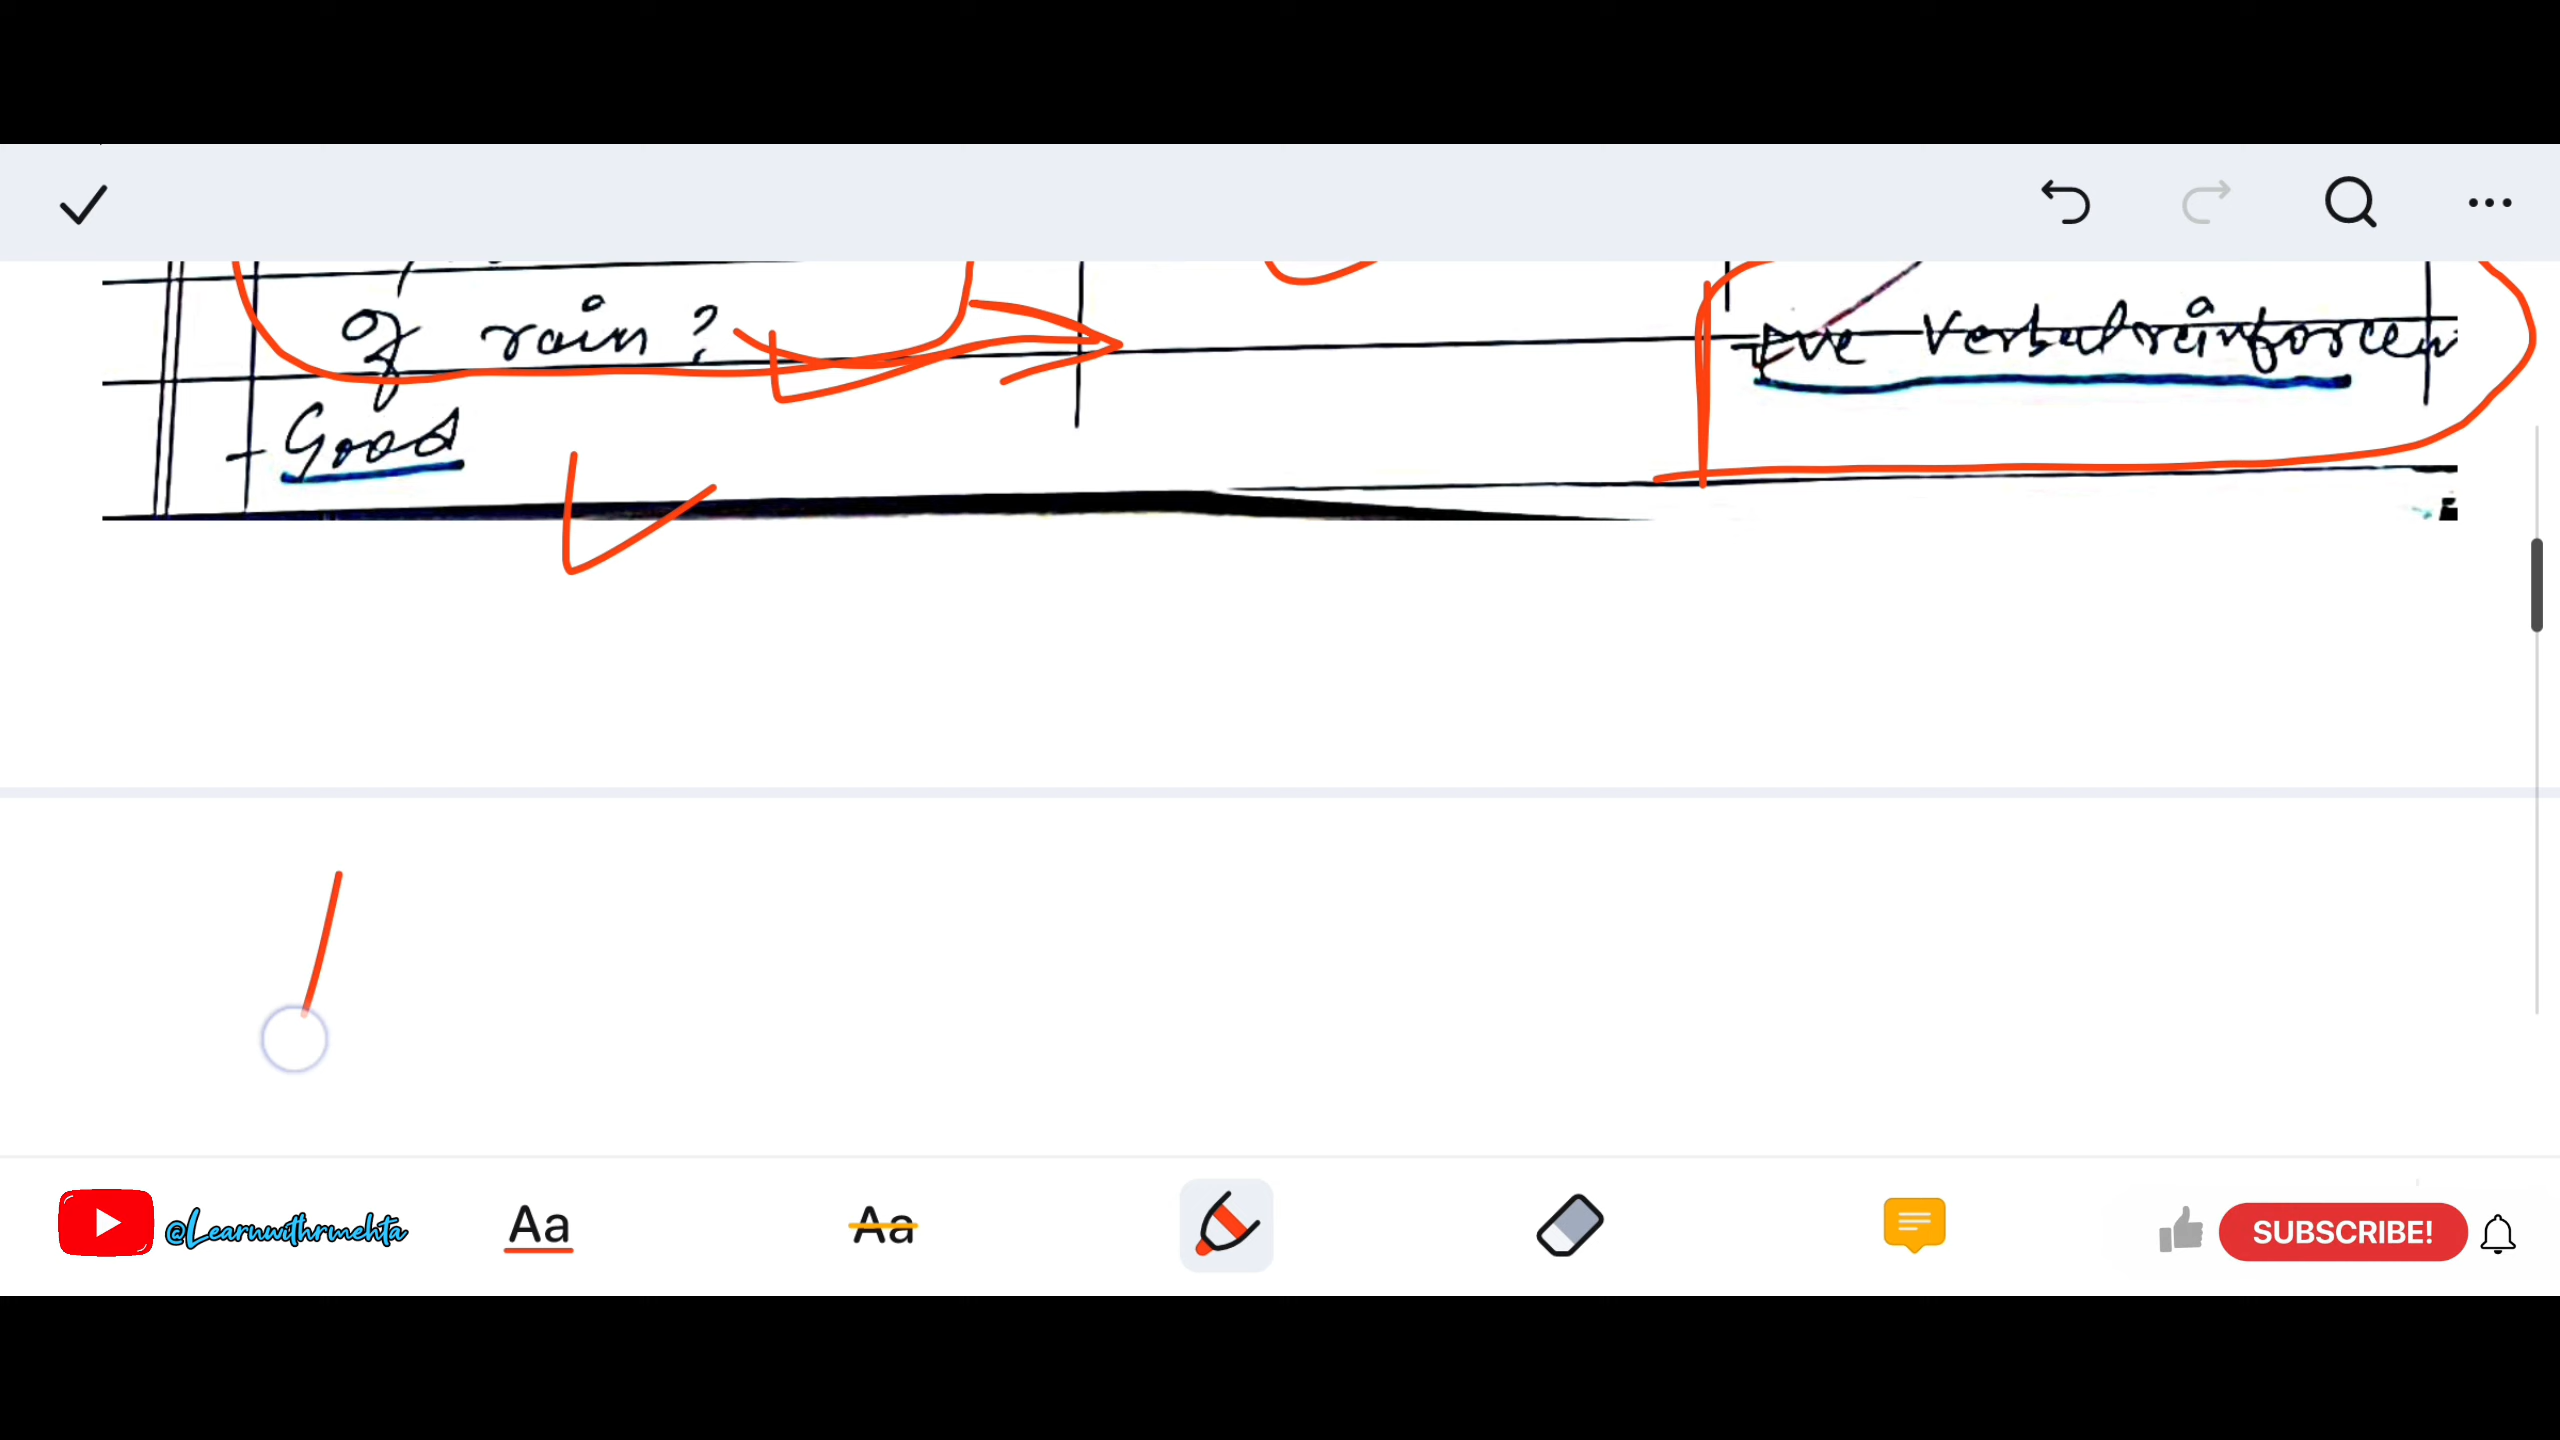 of rain?
+ve Verbal reinforcem
- Good
@Learnwithrmehta
Aa
Aa
SUBSCRIBE!